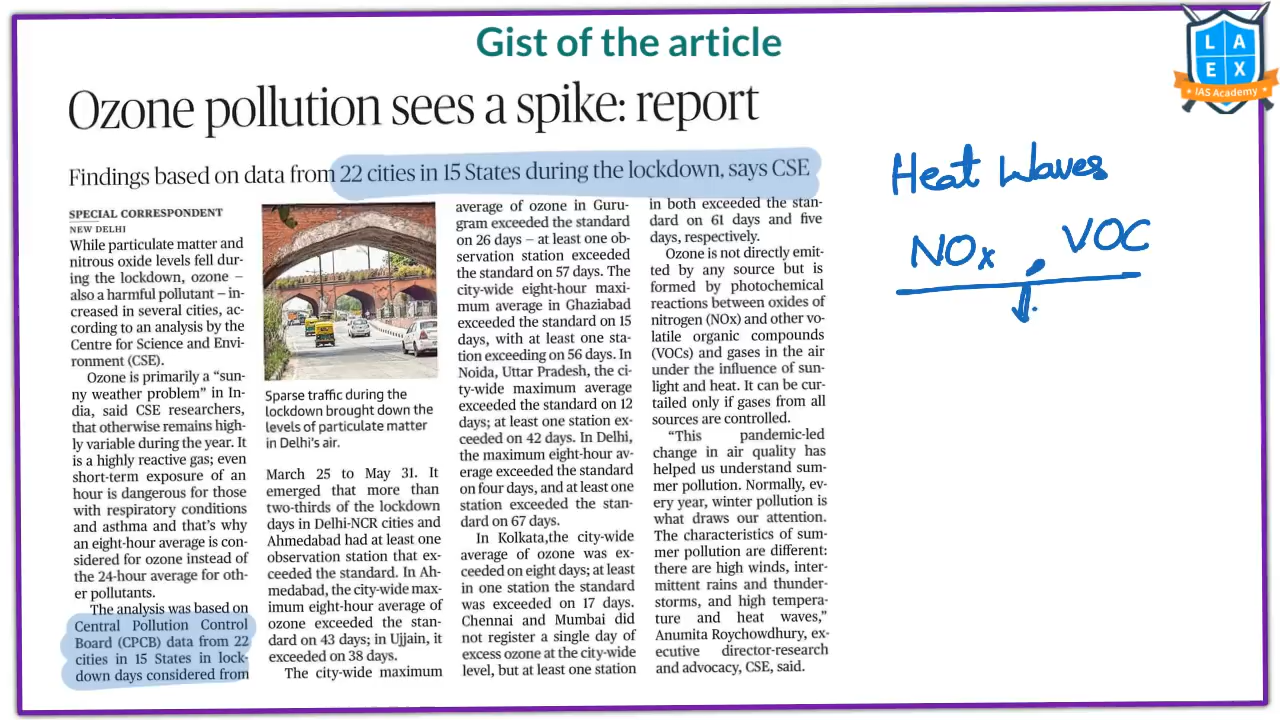 Gist of the article
L A
E X
IAS Academy
Ozone pollution sees a spike: report
Findings based on data from 22 cities in 15 States during the lockdown, says CSE
SPECIAL CORRESPONDENT
NEW DELHI
While particulate matter and
nitrous oxide levels fell dur-
ing the lockdown, ozone –
also a harmful pollutant – in-
creased in several cities, ac-
cording to an analysis by the
Centre for Science and Envi-
ronment (CSE).
Ozone is primarily a “sun-
ny weather problem” in In-
dia, said CSE researchers,
that otherwise remains high-
ly variable during the year. It
is a highly reactive gas; even
short-term exposure of an
hour is dangerous for those
with respiratory conditions
and asthma and that’s why
an eight-hour average is con-
sidered for ozone instead of
the 24-hour average for oth-
er pollutants.
The analysis was based on
Central Pollution Control
Board (CPCB) data from 22
cities in 15 States in lock-
down days considered from
Sparse traffic during the
lockdown brought down the
levels of particulate matter
in Delhi’s air.
March 25 to May 31. It
emerged that more than
two-thirds of the lockdown
days in Delhi-NCR cities and
Ahmedabad had at least one
observation station that ex-
ceeded the standard. In Ah-
medabad, the city-wide max-
imum eight-hour average of
ozone exceeded the stan-
dard on 43 days; in Ujjain, it
exceeded on 38 days.
The city-wide maximum
average of ozone in Guru-
gram exceeded the standard
on 26 days – at least one ob-
servation station exceeded
the standard on 57 days. The
city-wide eight-hour maxi-
mum average in Ghaziabad
exceeded the standard on 15
days, with at least one sta-
tion exceeding on 56 days. In
Noida, Uttar Pradesh, the ci-
ty-wide maximum average
exceeded the standard on 12
days; at least one station ex-
ceeded on 42 days. In Delhi,
the maximum eight-hour av-
erage exceeded the standard
on four days, and at least one
station exceeded the stan-
dard on 67 days.
In Kolkata,the city-wide
average of ozone was ex-
ceeded on eight days; at least
in one station the standard
was exceeded on 17 days.
Chennai and Mumbai did
not register a single day of
excess ozone at the city-wide
level, but at least one station
in both exceeded the stan-
dard on 61 days and five
days, respectively.
Ozone is not directly emit-
ted by any source but is
formed by photochemical
reactions between oxides of
nitrogen (NOx) and other vo-
latile organic compounds
(VOCs) and gases in the air
under the influence of sun-
light and heat. It can be cur-
tailed only if gases from all
sources are controlled.
“This pandemic-led
change in air quality has
helped us understand sum-
mer pollution. Normally, ev-
ery year, winter pollution is
what draws our attention.
The characteristics of sum-
mer pollution are different:
there are high winds, inter-
mittent rains and thunder-
storms, and high tempera-
ture and heat waves,”
Anumita Roychowdhury, ex-
ecutive director-research
and advocacy, CSE, said.
Heat Waves
NOx , VOC